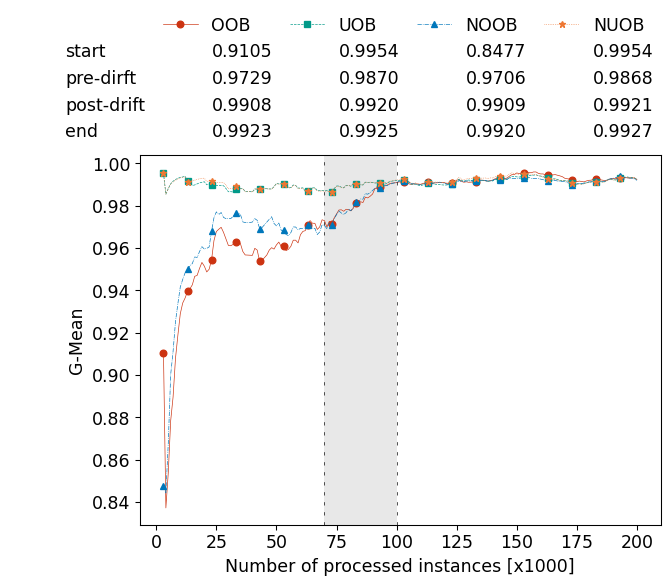 OOB UOB NOOB NUOB
start 0.9105 0.9954 0.8477 0.9954
pre-dirft 0.9729 0.9870 0.9706 0.9868
post-drift 0.9908 0.9920 0.9909 0.9921
end 0.9923 0.9925 0.9920 0.9927
1.00
0.98
0.96
0.94
0.92
0.90
0.88
0.86
0.84
G-Mean
0 25 50 75 100 125 150 175 200
Number of processed instances [x1000]